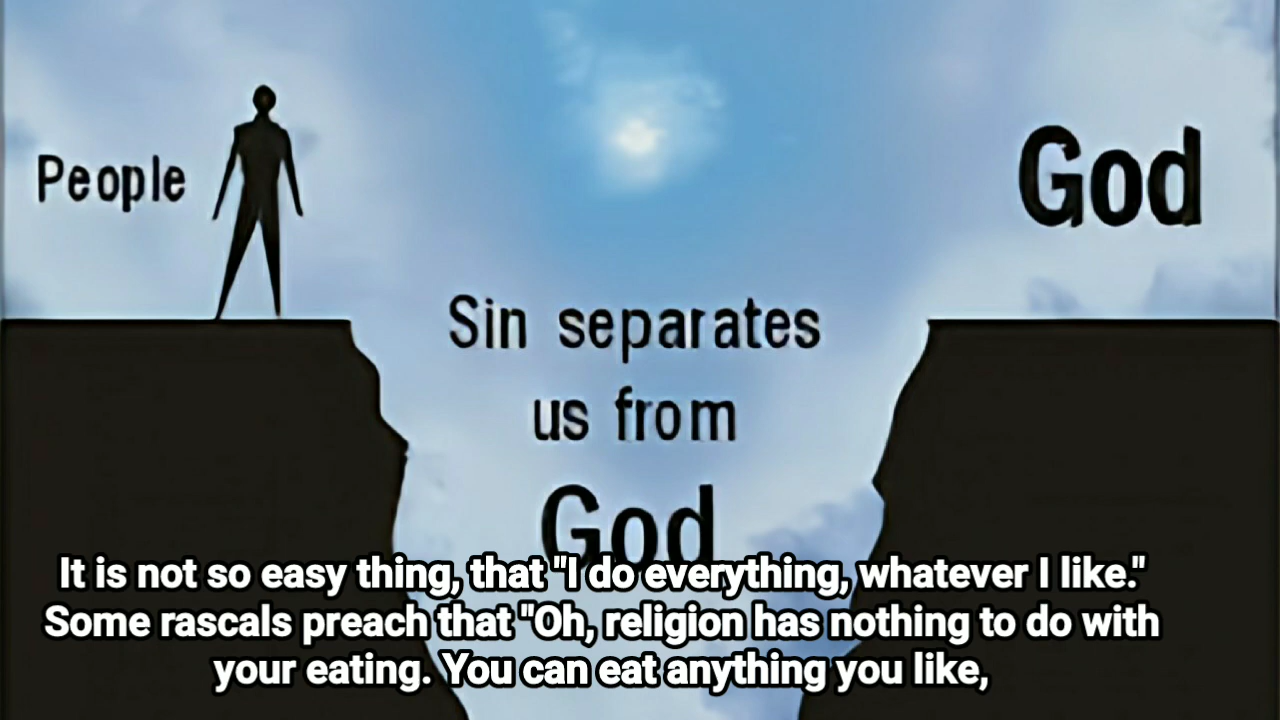 People
God
Sin separates
us from
God
It is not so easy thing, that "I do everything, whatever I like."
Some rascals preach that "Oh, religion has nothing to do with
your eating. You can eat anything you like,